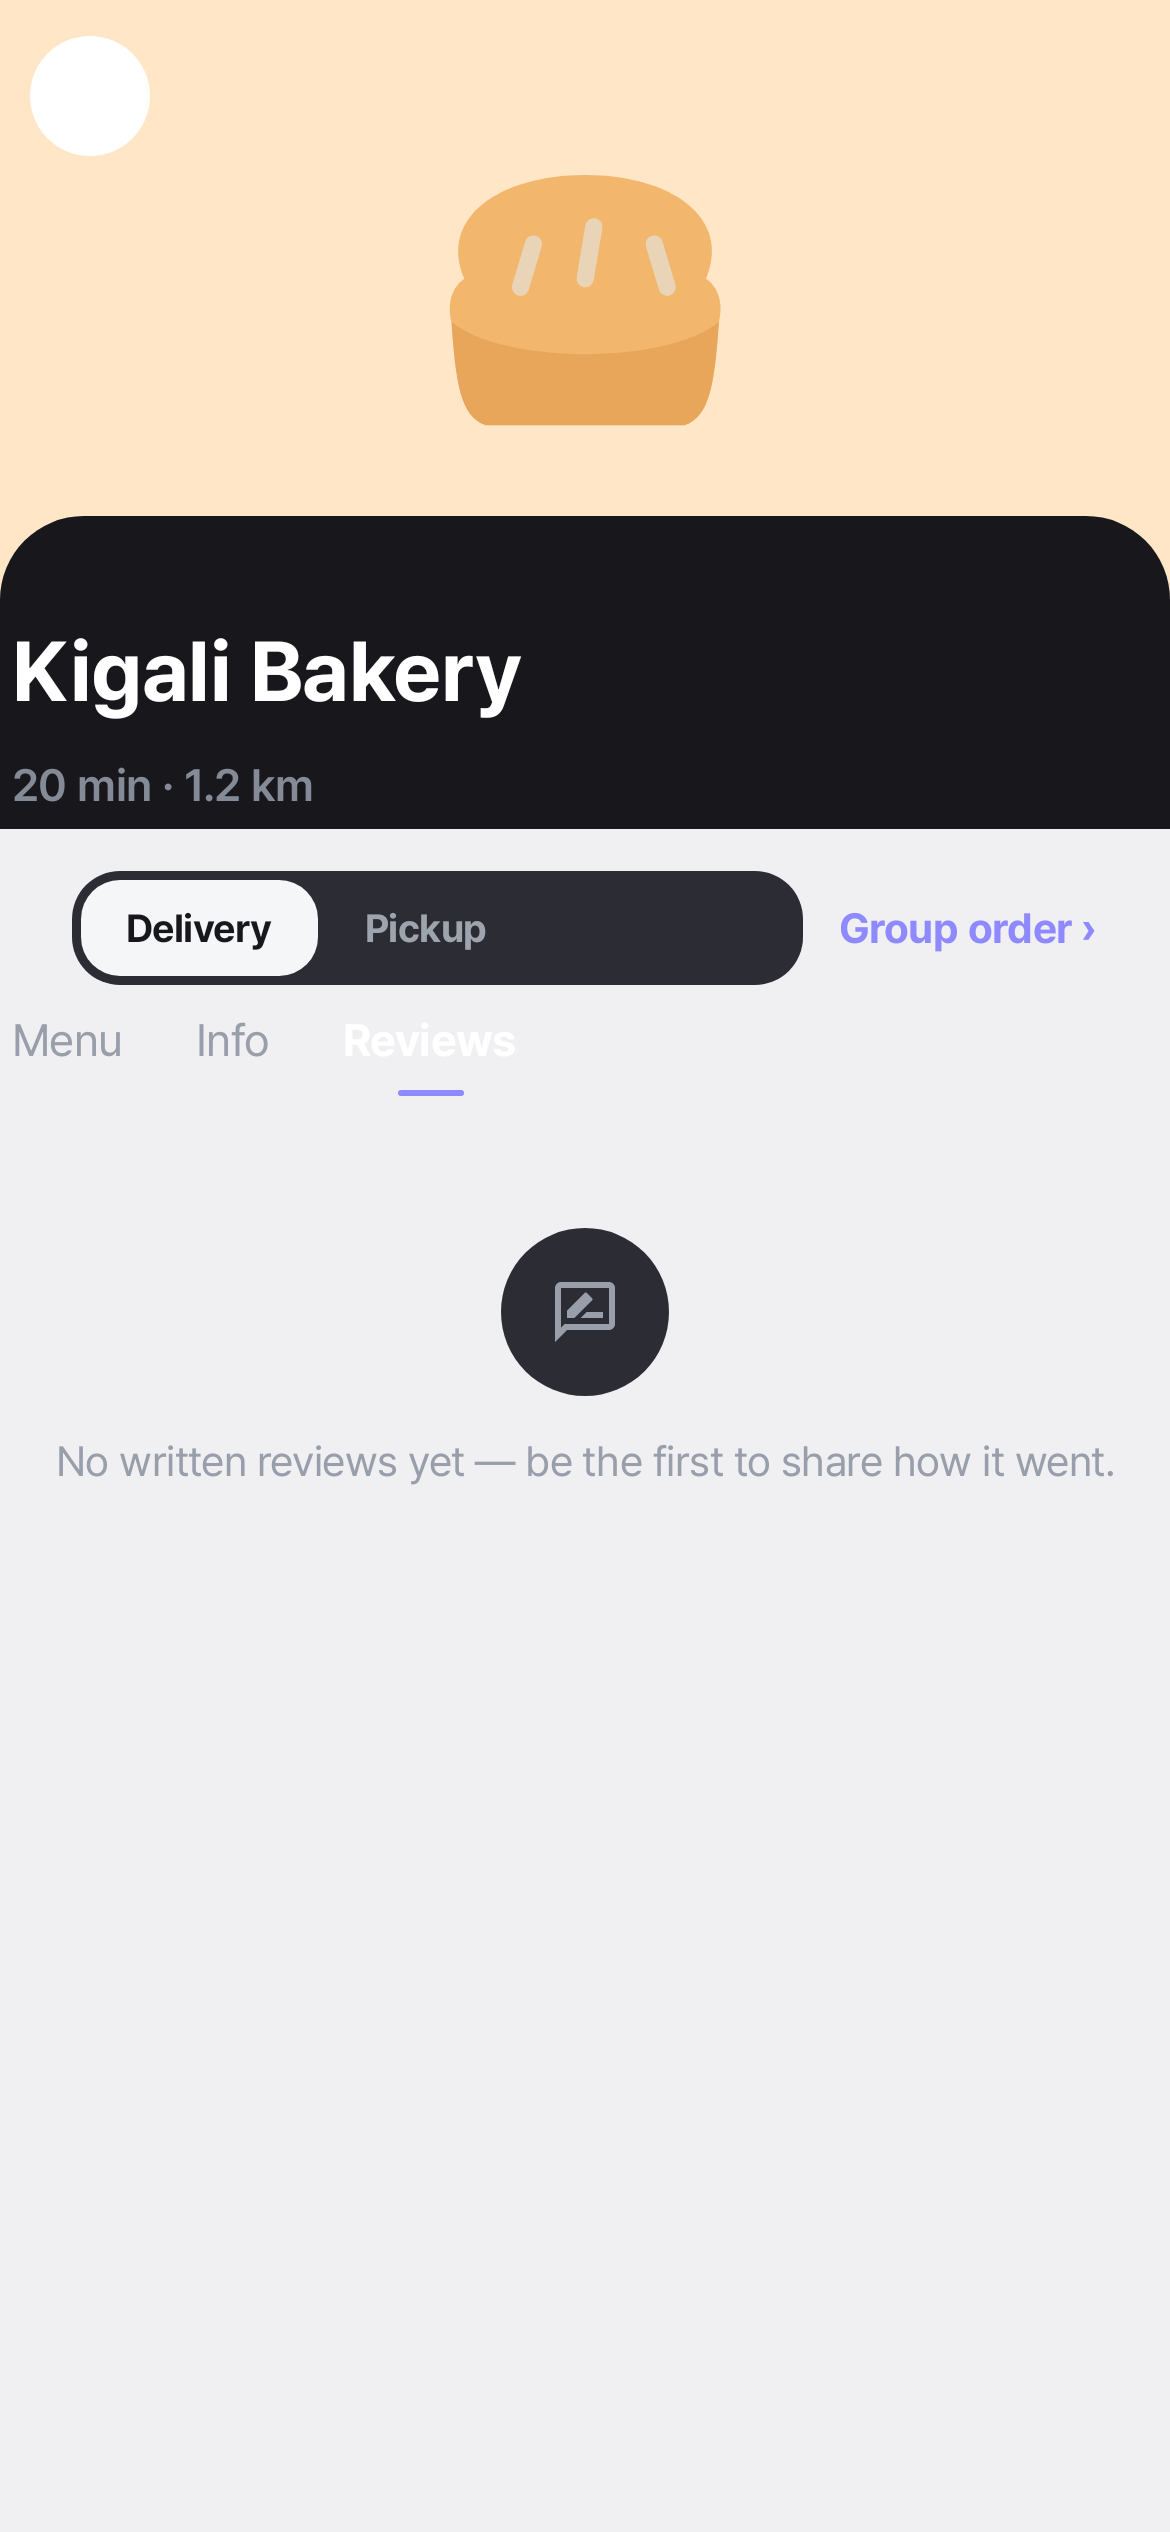 Kigali Bakery
20 min · 1.2 km
Delivery Pickup Group order ›
Menu Info Reviews
No written reviews yet — be the first to share how it went.